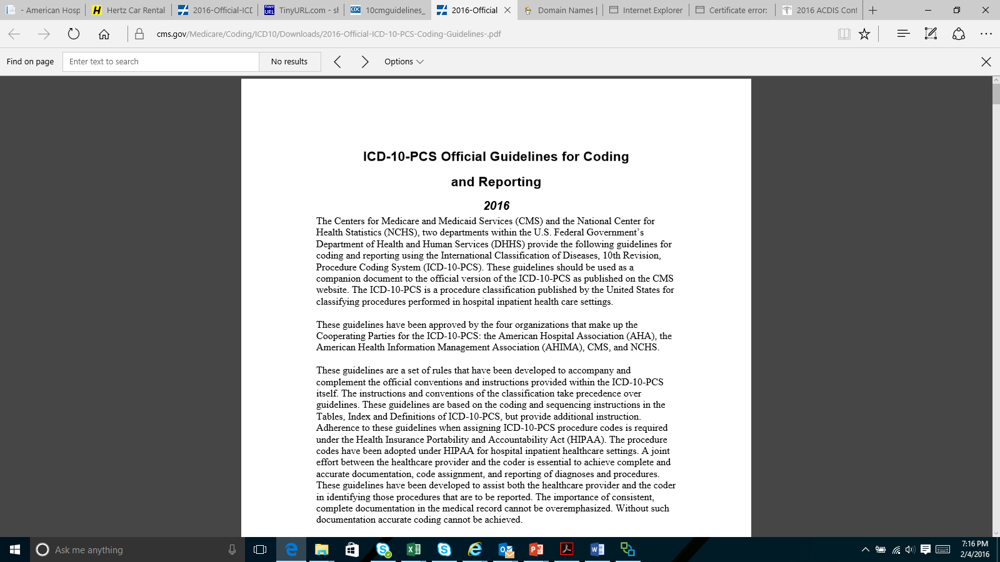 - American Hosp
Hertz Car Rental
2016-Official-ICD
TinyURL.com - sh
10cmguidelines_
2016-Official
Domain Names |
Internet Explorer
Certificate error:
2016 ACDIS Conf
cms.gov/Medicare/Coding/ICD10/Downloads/2016-Official-ICD-10-PCS-Coding-Guidelines-.pdf
Find on page
Enter text to search
No results
Options
ICD-10-PCS Official Guidelines for Coding
and Reporting
2016
The Centers for Medicare and Medicaid Services (CMS) and the National Center for
Health Statistics (NCHS), two departments within the U.S. Federal Government’s
Department of Health and Human Services (DHHS) provide the following guidelines for
coding and reporting using the International Classification of Diseases, 10th Revision,
Procedure Coding System (ICD-10-PCS). These guidelines should be used as a
companion document to the official version of the ICD-10-PCS as published on the CMS
website. The ICD-10-PCS is a procedure classification published by the United States for
classifying procedures performed in hospital inpatient health care settings.
These guidelines have been approved by the four organizations that make up the
Cooperating Parties for the ICD-10-PCS: the American Hospital Association (AHA), the
American Health Information Management Association (AHIMA), CMS, and NCHS.
These guidelines are a set of rules that have been developed to accompany and
complement the official conventions and instructions provided within the ICD-10-PCS
itself. The instructions and conventions of the classification take precedence over
guidelines. These guidelines are based on the coding and sequencing instructions in the
Tables, Index and Definitions of ICD-10-PCS, but provide additional instruction.
Adherence to these guidelines when assigning ICD-10-PCS procedure codes is required
under the Health Insurance Portability and Accountability Act (HIPAA). The procedure
codes have been adopted under HIPAA for hospital inpatient healthcare settings. A joint
effort between the healthcare provider and the coder is essential to achieve complete and
accurate documentation, code assignment, and reporting of diagnoses and procedures.
These guidelines have been developed to assist both the healthcare provider and the coder
in identifying those procedures that are to be reported. The importance of consistent,
complete documentation in the medical record cannot be overemphasized. Without such
documentation accurate coding cannot be achieved.
Ask me anything
7:16 PM
2/4/2016